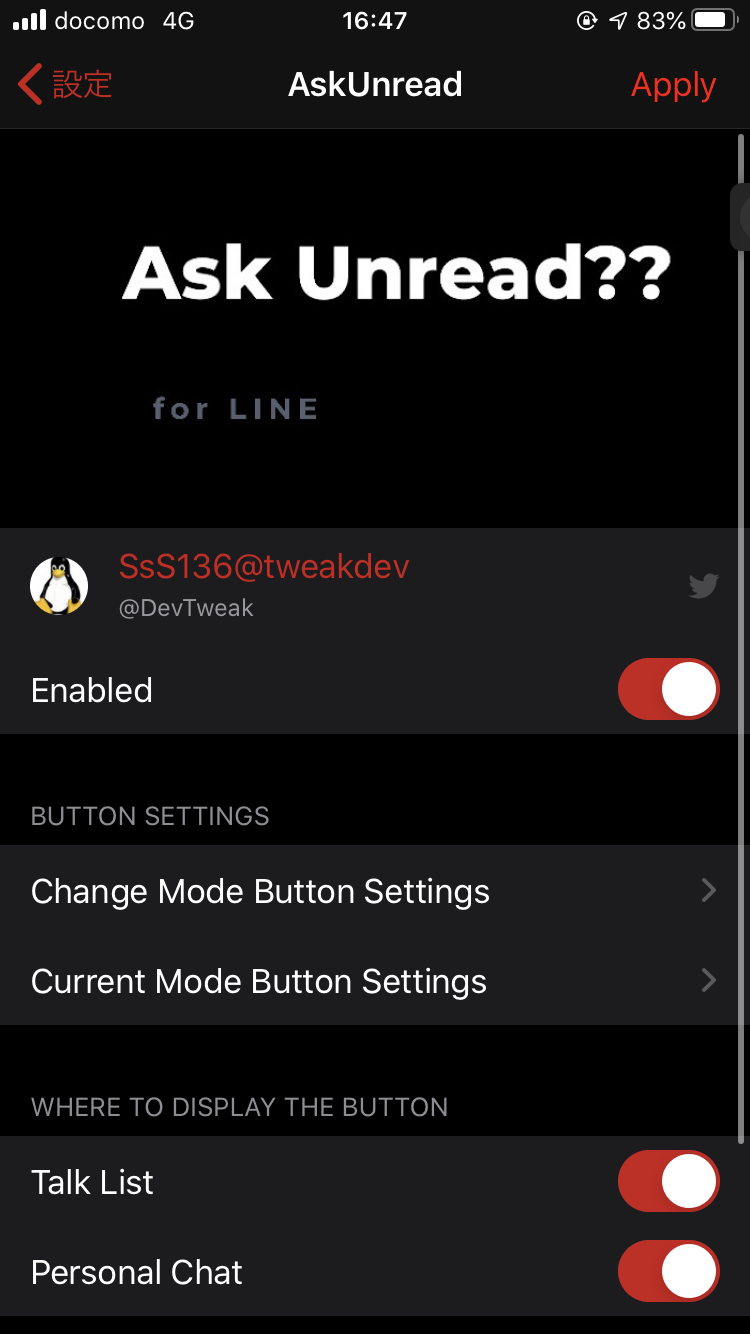 docomo 4G 16:47 83%
設定 AskUnread Apply
Ask Unread??
for LINE
SsS136@tweakdev
@DevTweak
Enabled
BUTTON SETTINGS
Change Mode Button Settings
Current Mode Button Settings
WHERE TO DISPLAY THE BUTTON
Talk List
Personal Chat